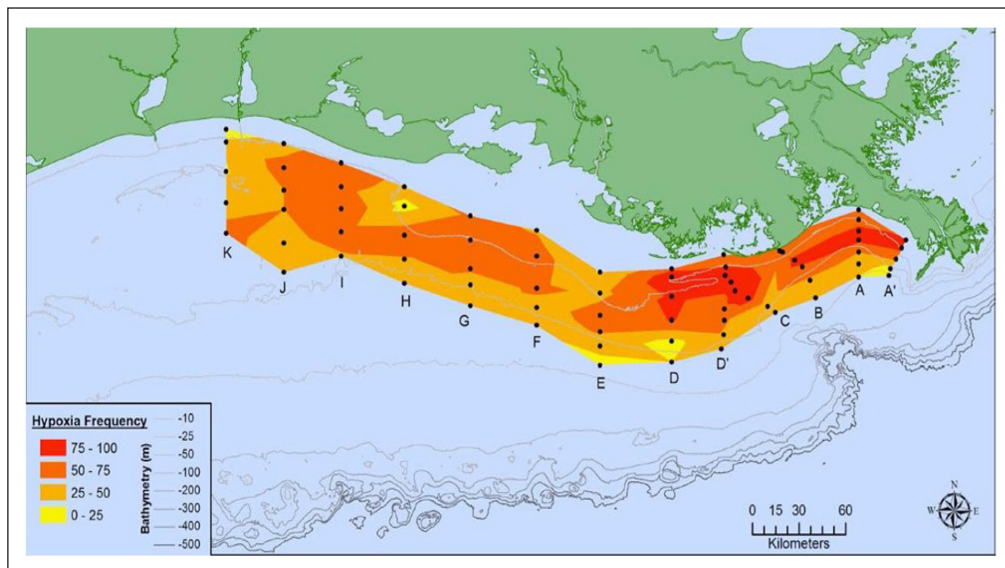 K
J
I
H
G
F
E
D
D'
C
B
A
A'
Hypoxia Frequency
75 - 100
50 - 75
25 - 50
0 - 25
Bathymetry (m)
-10
-25
-50
-100
-200
-300
-400
-500
0 15 30 45 60
Kilometers
N
W
E
S